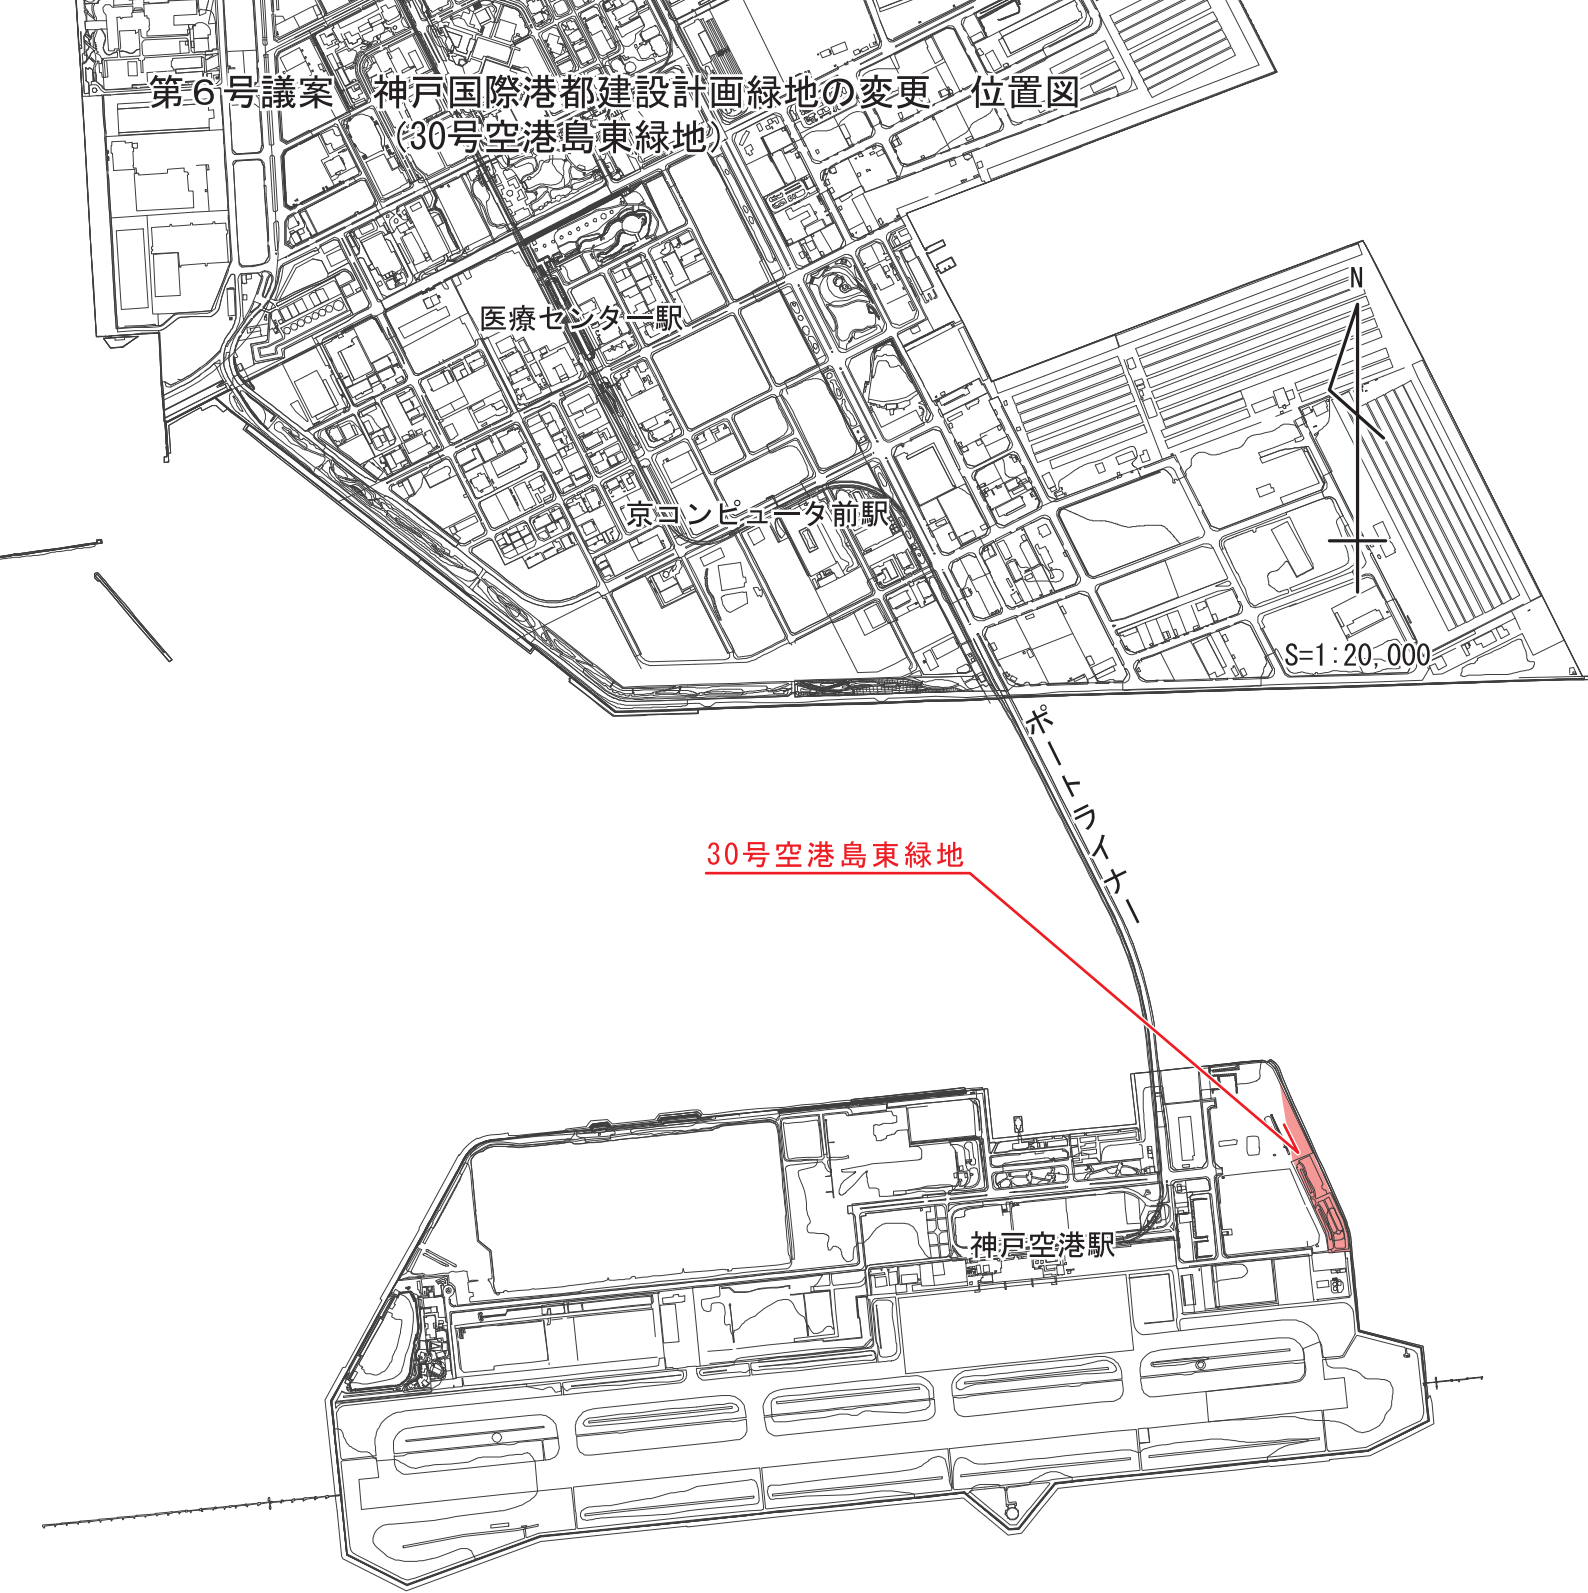 第６号議案　神戸国際港都建設計画緑地の変更　位置図
(30号空港島東緑地)
N
医療センター駅
京コンピュータ前駅
S=1:20,000
ポートライナー
30号空港島東緑地
神戸空港駅